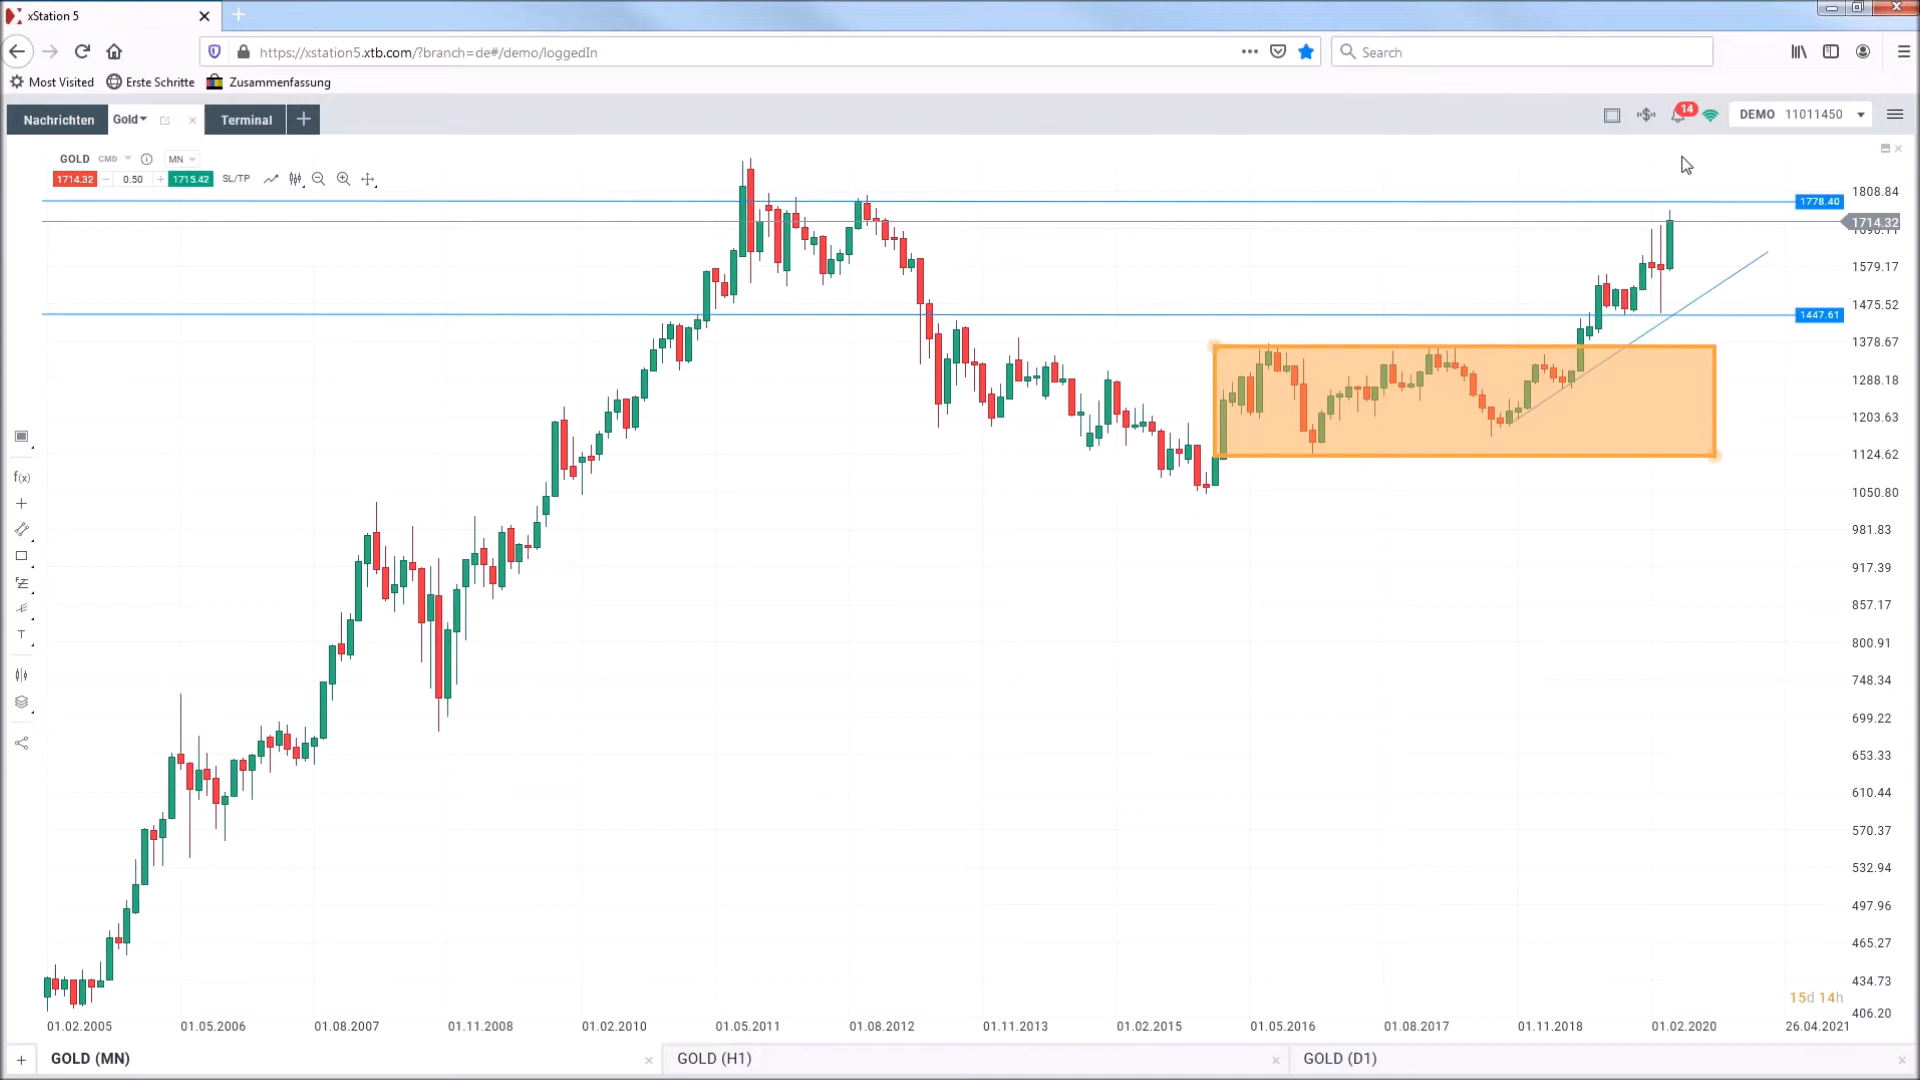 xStation 5
https://xstation5.xtb.com/?branch=de#/demo/loggedIn
Search
Most Visited Erste Schritte Zusammenfassung
Nachrichten Gold Terminal
14 DEMO 11011450
GOLD CMD MN
1714.32 0.50 1715.42 SL/TP
1808.84
1778.40
1714.32
1579.17
1475.52
1447.61
1378.67
1288.18
1203.63
1124.62
1050.80
f(x)
981.83
917.39
857.17
T
800.91
748.34
699.22
653.33
610.44
570.37
532.94
497.96
465.27
434.73
15d 14h
406.20
01.02.2005 01.05.2006 01.08.2007 01.11.2008 01.02.2010 01.05.2011 01.08.2012 01.11.2013 01.02.2015 01.05.2016 01.08.2017 01.11.2018 01.02.2020 26.04.2021
GOLD (MN) GOLD (H1) GOLD (D1)